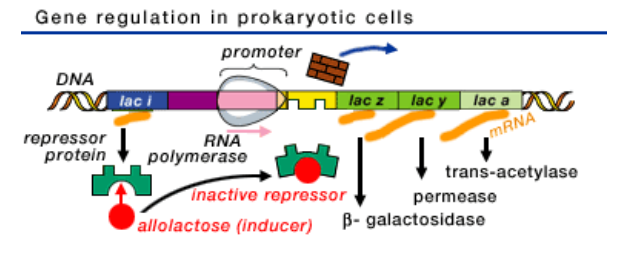 Gene regulation in prokaryotic cells
promoter
DNA
lac i
lac z
lac y
lac a
mRNA
repressor
protein
RNA
polymerase
inactive repressor
allolactose (inducer)
trans-acetylase
permease
β- galactosidase